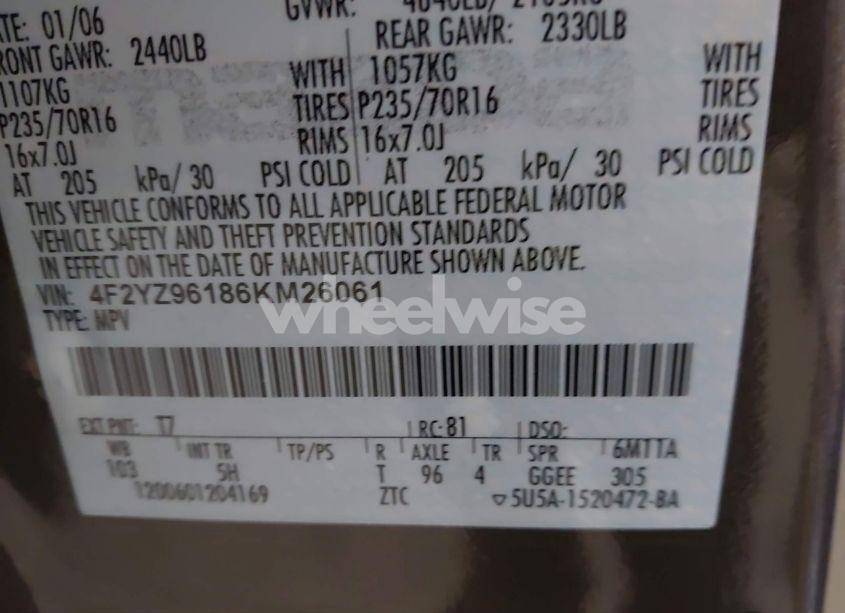 ATE: 01/06
GVWR: 4640LB/ 2105KG
RONT GAWR: 2440LB
REAR GAWR: 2330LB
1107KG WITH 1057KG WITH
P235/70R16 TIRES P235/70R16 TIRES
16x7.0J RIMS 16x7.0J RIMS
AT 205 kPa/ 30 PSI COLD AT 205 kPa/ 30 PSI COLD
THIS VEHICLE CONFORMS TO ALL APPLICABLE FEDERAL MOTOR
VEHICLE SAFETY AND THEFT PREVENTION STANDARDS
IN EFFECT ON THE DATE OF MANUFACTURE SHOWN ABOVE.
VIN: 4F2YZ96186KM26061
TYPE: MPV
wheelwise
EXT PNT: T7 RC:81 DSO:
WB INT TR TP/PS R AXLE TR SPR 6MTTA
103 5H T 96 4 GGEE 305
1200601204169 ZTC 5U5A-1520472-BA